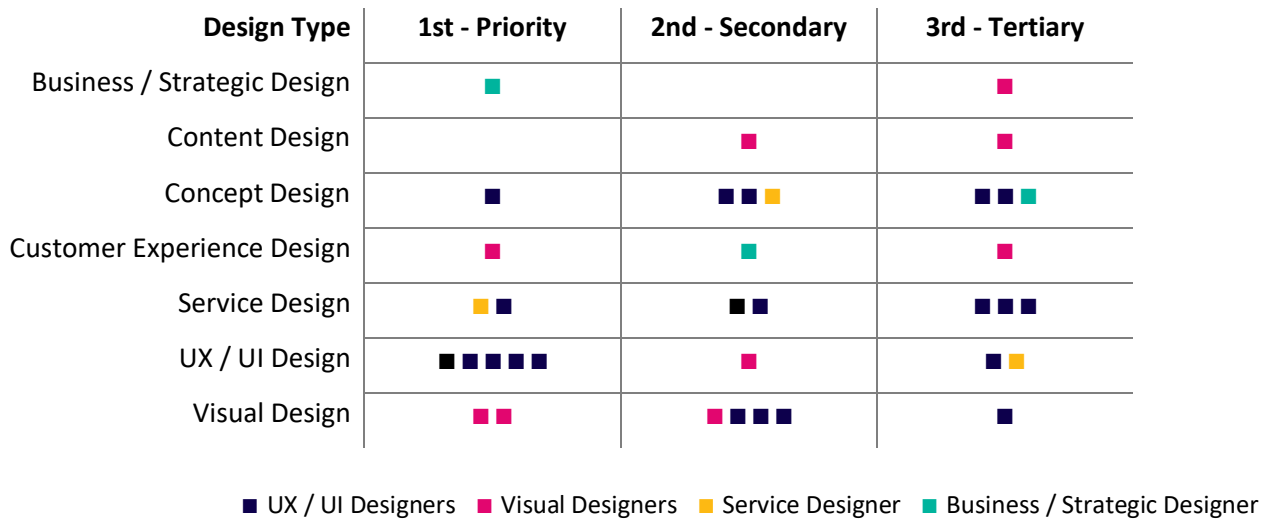 Design Type 1st - Priority 2nd - Secondary 3rd - Tertiary
Business / Strategic Design
Content Design
Concept Design
Customer Experience Design
Service Design
UX / UI Design
Visual Design
UX / UI Designers Visual Designers Service Designer Business / Strategic Designer